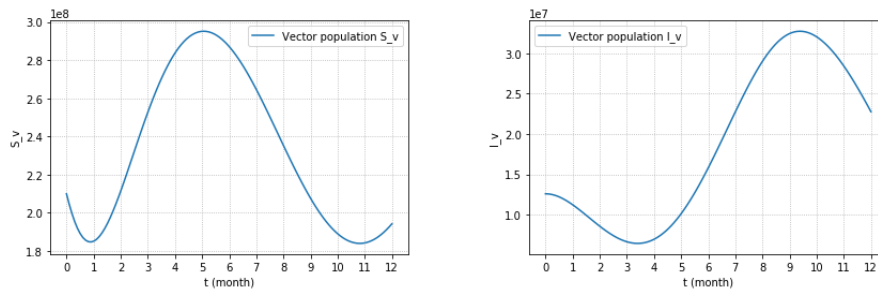 1e8
Vector population S_v
3.0
2.8
2.6
2.4
2.2
2.0
1.8
S_v
0 1 2 3 4 5 6 7 8 9 10 11 12
t (month)
1e7
Vector population I_v
3.0
2.5
2.0
1.5
1.0
I_v
0 1 2 3 4 5 6 7 8 9 10 11 12
t (month)